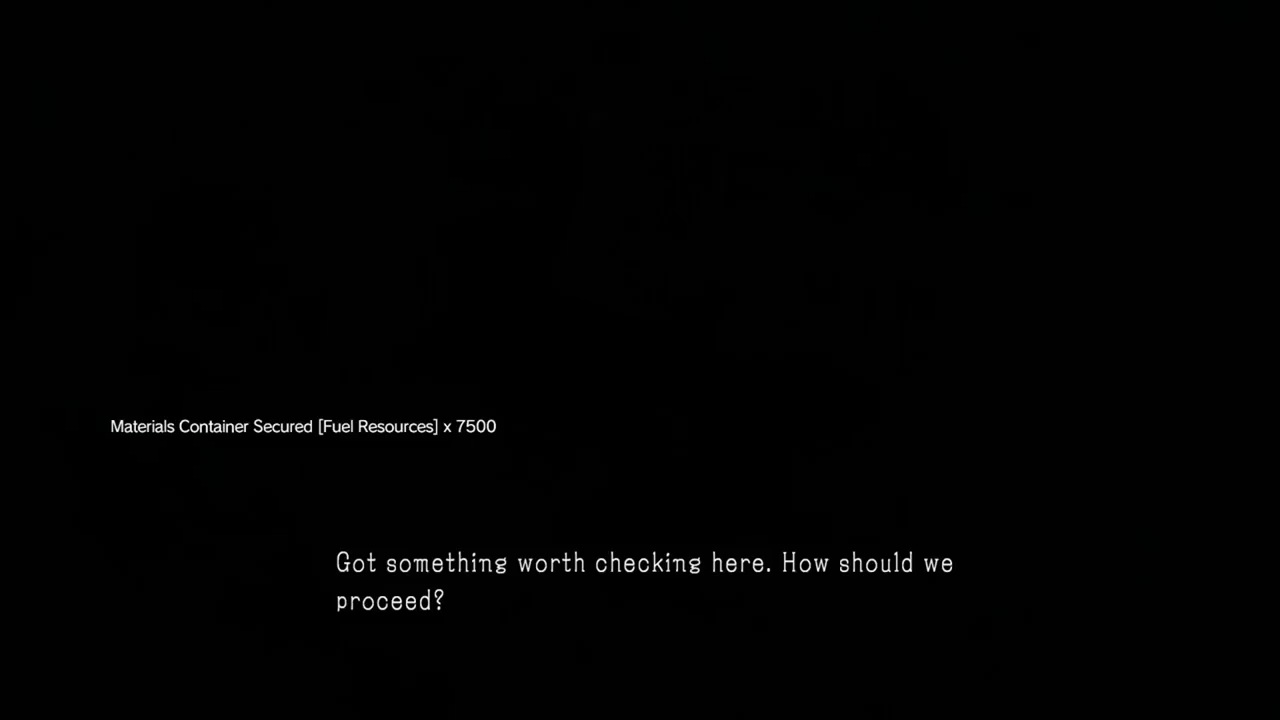 Materials Container Secured [Fuel Resources] x 7500
Got something worth checking here. How should we
proceed?